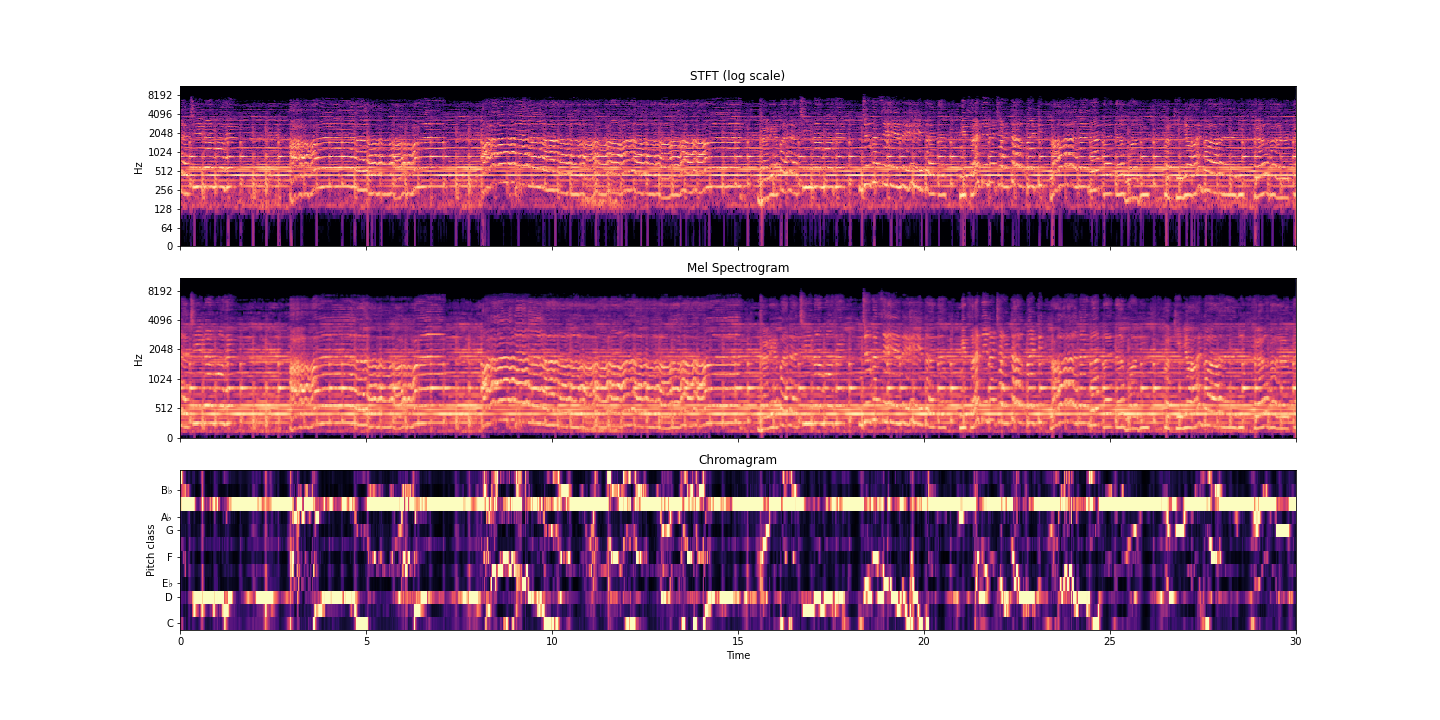 STFT (log scale)
8192
4096
2048
1024
512
256
128
64
0
Hz
Mel Spectrogram
8192
4096
2048
1024
512
0
Hz
Chromagram
B♭
A♭
G
F
E♭
D
C
Pitch class
0 5 10 15 20 25 30
Time